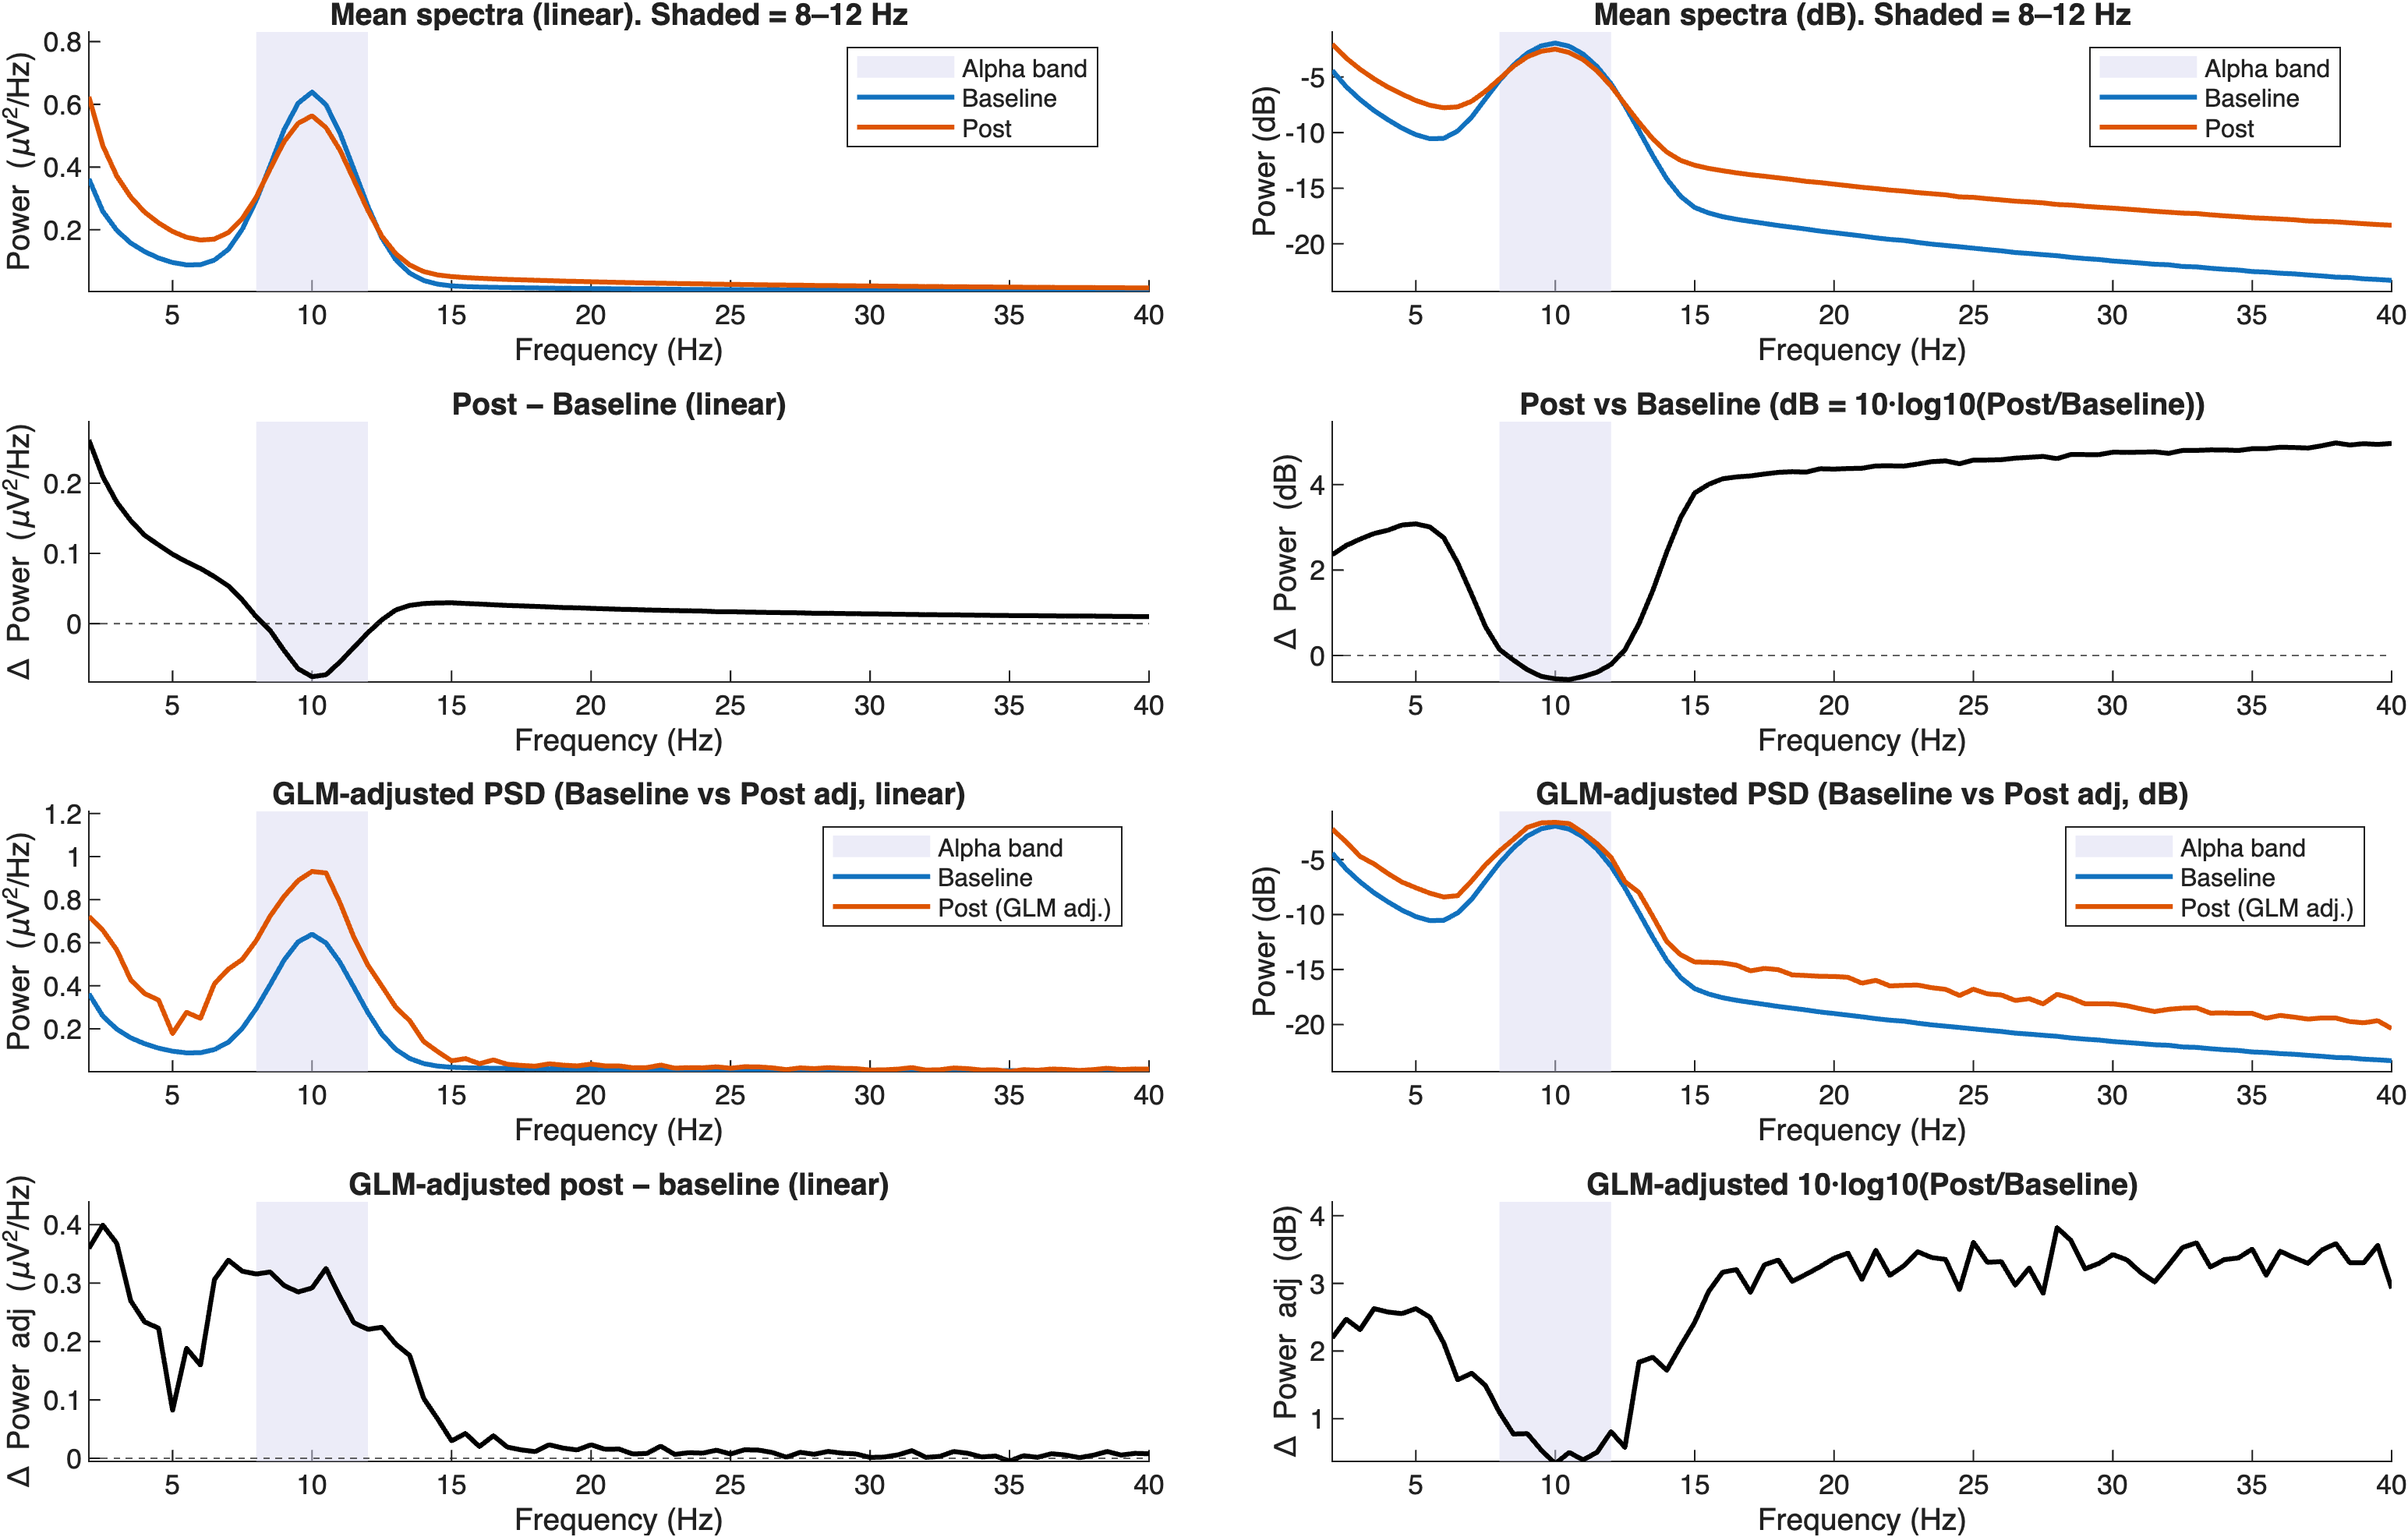 Mean spectra (linear). Shaded = 8–12 Hz
Power (μV²/Hz)
0.8
0.6
0.4
0.2
Alpha band
Baseline
Post
5 10 15 20 25 30 35 40
Frequency (Hz)
Mean spectra (dB). Shaded = 8–12 Hz
Power (dB)
-5
-10
-15
-20
Alpha band
Baseline
Post
5 10 15 20 25 30 35 40
Frequency (Hz)
Post – Baseline (linear)
Δ Power (μV²/Hz)
0.2
0.1
0
5 10 15 20 25 30 35 40
Frequency (Hz)
Post vs Baseline (dB = 10·log10(Post/Baseline))
Δ Power (dB)
4
2
0
5 10 15 20 25 30 35 40
Frequency (Hz)
GLM-adjusted PSD (Baseline vs Post adj, linear)
Power (μV²/Hz)
1.2
1
0.8
0.6
0.4
0.2
Alpha band
Baseline
Post (GLM adj.)
5 10 15 20 25 30 35 40
Frequency (Hz)
GLM-adjusted PSD (Baseline vs Post adj, dB)
Power (dB)
-5
-10
-15
-20
Alpha band
Baseline
Post (GLM adj.)
5 10 15 20 25 30 35 40
Frequency (Hz)
GLM-adjusted post – baseline (linear)
Δ Power adj (μV²/Hz)
0.4
0.3
0.2
0.1
0
5 10 15 20 25 30 35 40
Frequency (Hz)
GLM-adjusted 10·log10(Post/Baseline)
Δ Power adj (dB)
4
3
2
1
5 10 15 20 25 30 35 40
Frequency (Hz)